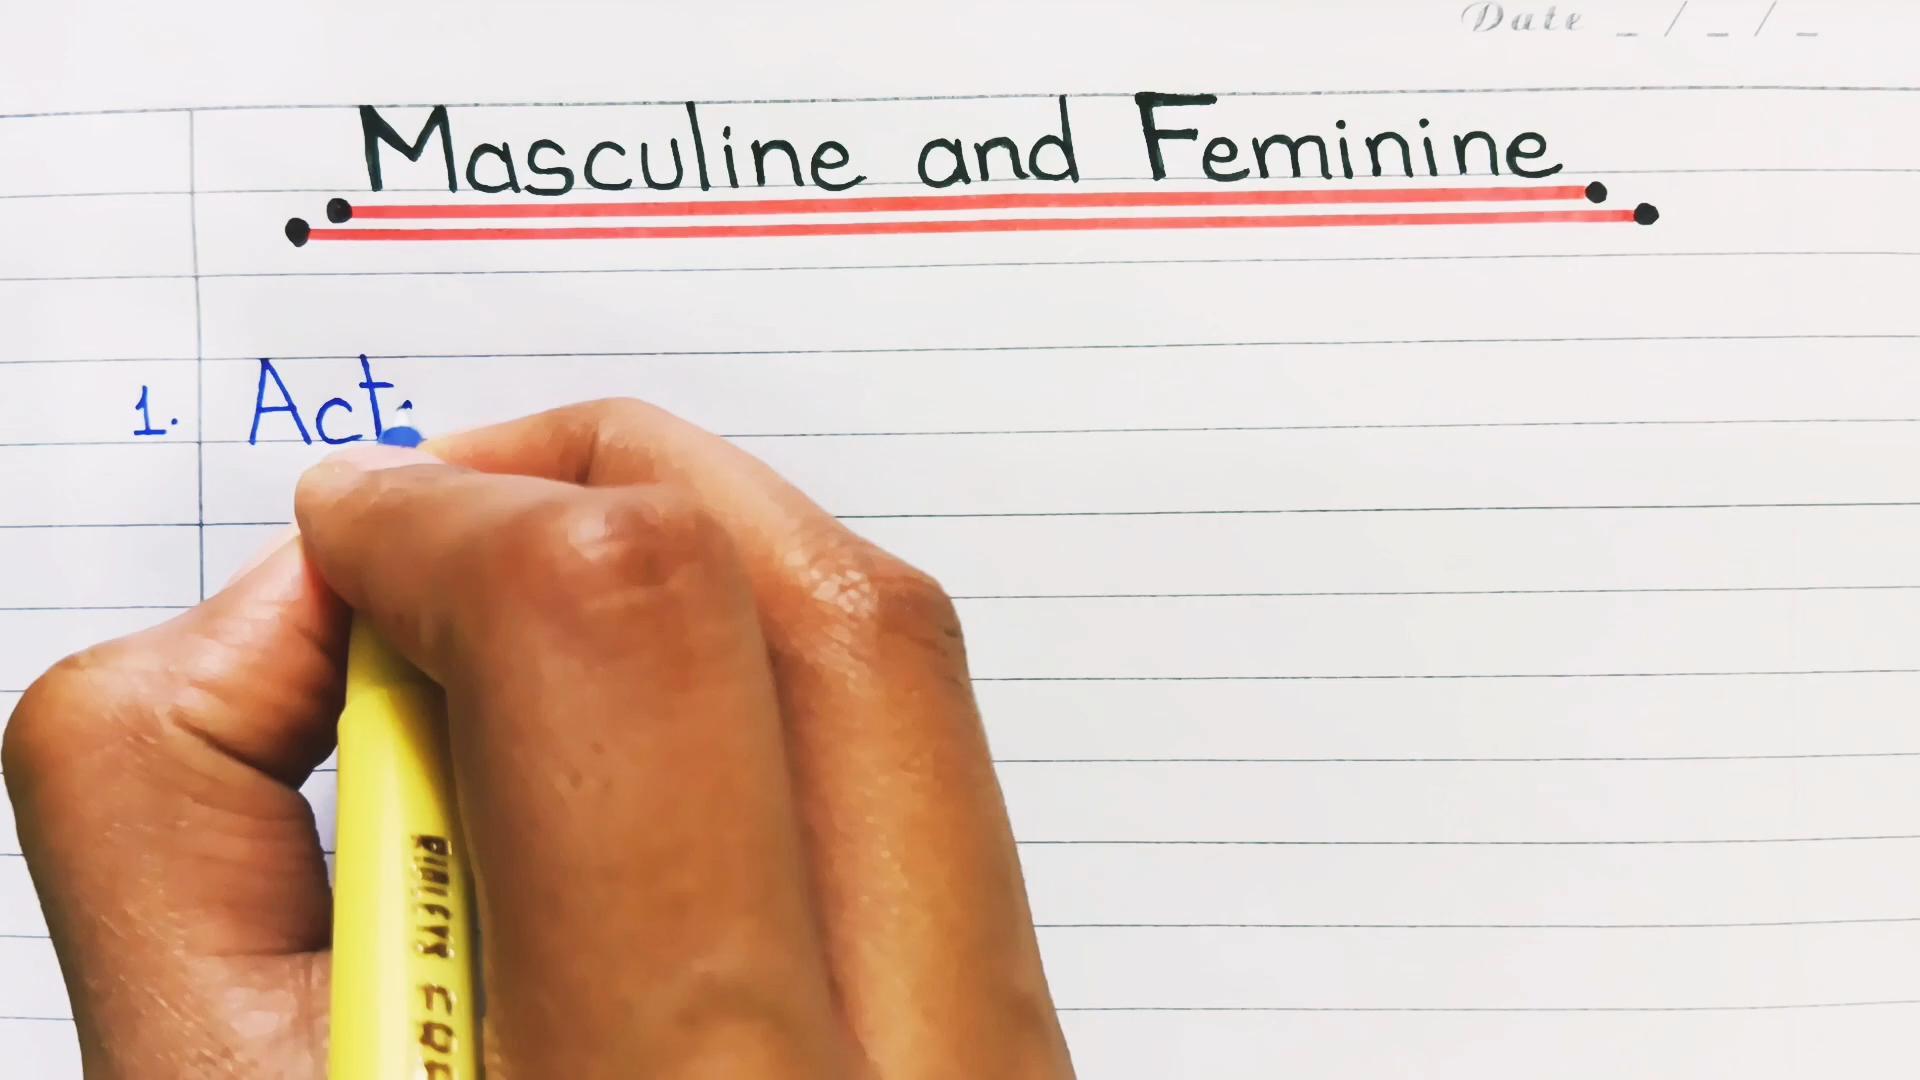 Date _ / _ / _
Masculine and Feminine
1. Act